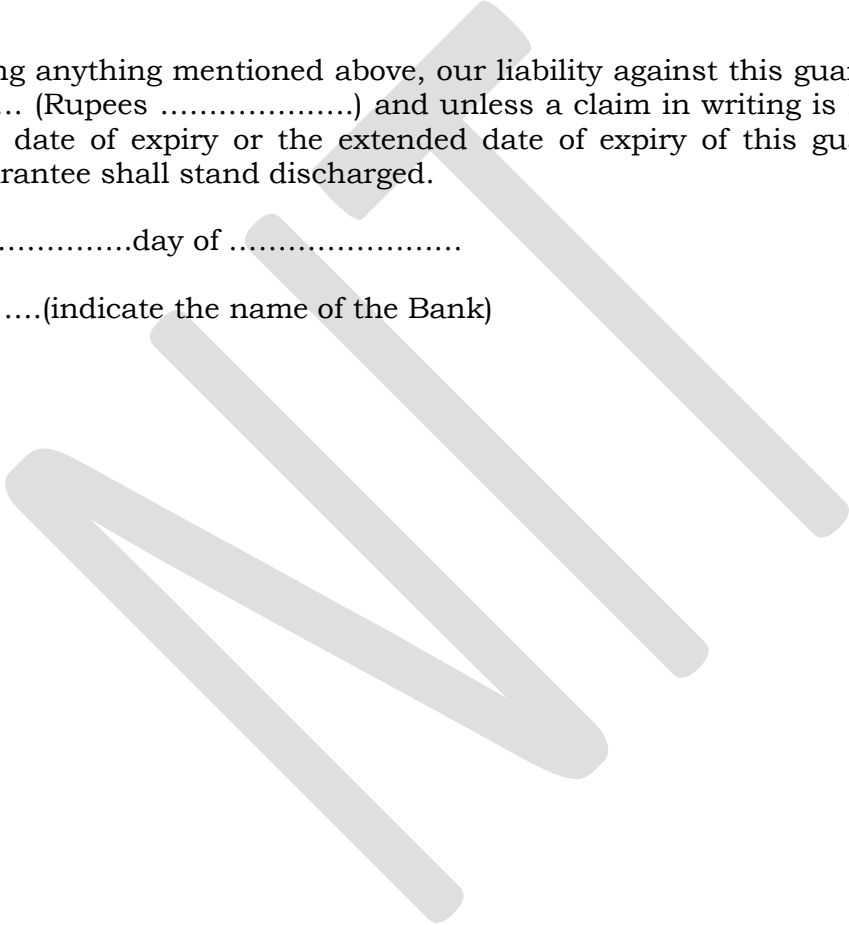 ng anything mentioned above, our liability against this guar
… (Rupees ………………..) and unless a claim in writing is
date of expiry or the extended date of expiry of this gu
rantee shall stand discharged.
……………day of ……………………
….(indicate the name of the Bank)
NIT